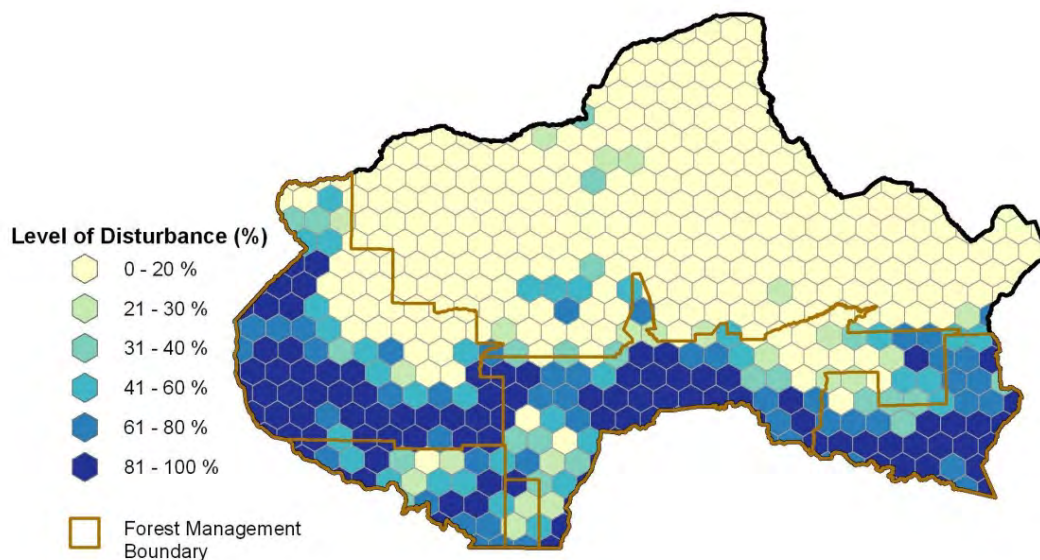 Level of Disturbance (%)
0 - 20 %
21 - 30 %
31 - 40 %
41 - 60 %
61 - 80 %
81 - 100 %
Forest Management
Boundary